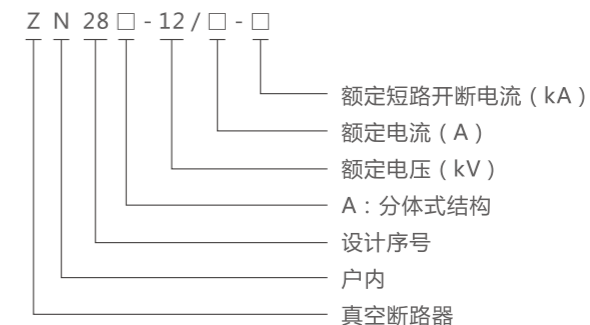 Z N 28 □ - 12 / □ - □
额定短路开断电流（kA）
额定电流（A）
额定电压（kV）
A：分体式结构
设计序号
户内
真空断路器